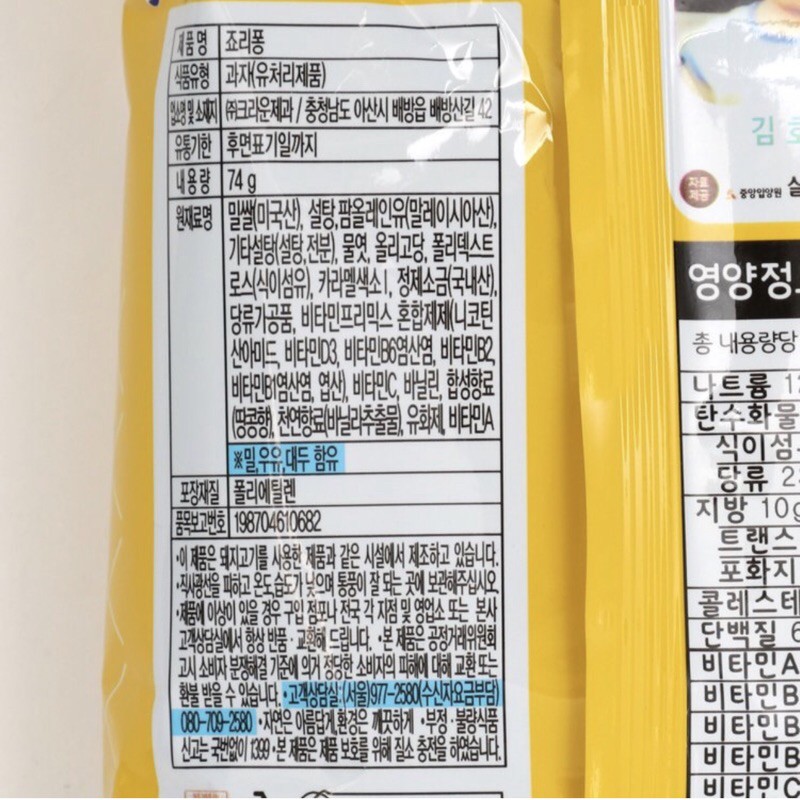 제품명 죠리퐁
식품유형 과자(유처리제품)
업소명 및 소재지 ㈜크라운제과 / 충청남도 아산시 배방읍 배방산길 42
유통기한 후면표기일까지
내용량 74 g
원재료명 밀쌀(미국산), 설탕, 팜올레인유(말레이시아산),
기타설탕(설탕, 전분), 물엿, 올리고당, 폴리덱스트
로스(식이섬유), 카라멜색소I, 정제소금(국내산),
당류가공품, 비타민프리믹스 혼합제제(니코틴
산아미드, 비타민D3, 비타민B6염산염, 비타민B2,
비타민B1염산염, 엽산), 비타민C, 바닐린, 합성향료
(땅콩향), 천연향료(바닐라추출물), 유화제, 비타민A
※밀,우유,대두 함유
포장재질 폴리에틸렌
품목보고번호 198704610682
•이 제품은 돼지고기를 사용한 제품과 같은 시설에서 제조하고 있습니다.
•직사광선을 피하고 온도,습도가 낮으며 통풍이 잘 되는 곳에 보관해주십시오.
•제품에 이상이 있을 경우 구입 점포나 전국 각 지점 및 영업소 또는 본사
고객상담실에서 항상 반품·교환해 드립니다. •본 제품은 공정거래위원회
고시 소비자 분쟁해결 기준에 의거 정당한 소비자의 피해에 대해 교환 또는
환불 받을 수 있습니다. •고객상담실:(서울)977-2580(수신자요금부담)
080-709-2580 •자연은 아름답게,환경은 깨끗하게 •부정·불량식품
신고는 국번없이 1399 •본 제품은 제품 보호를 위해 질소 충전을 하였습니다.
김
자료
제공
중앙입양원
영양정
총 내용량당
나트륨
탄수화물
식이섬
당류 2
지방 10g
트랜스
포화지
콜레스테
단백질 6
비타민A
비타민B
비타민B
비타민B
비타민C